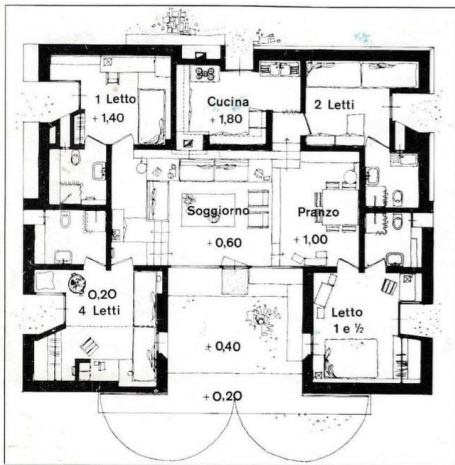 1 Letto
+ 1,40
Cucina
+ 1,80
2 Letti
Soggiorno
+ 0,60
Pranzo
+ 1,00
0,20
4 Letti
Letto
1 e ½
+ 0,40
+ 0,20